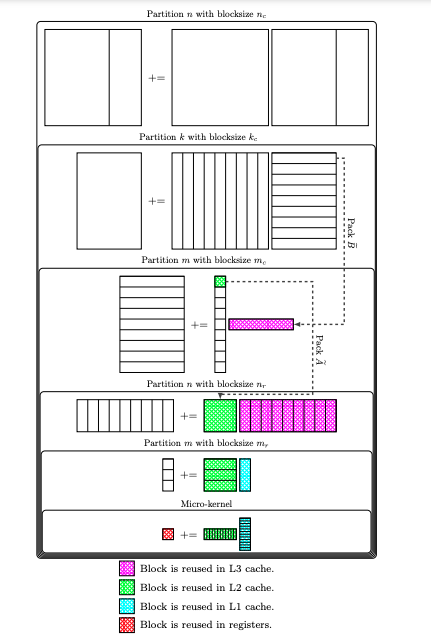 Partition n with blocksize n_c
+=
Partition k with blocksize k_c
+=
Pack B̃
Partition m with blocksize m_c
+=
Pack Ã
Partition n with blocksize n_r
+=
Partition m with blocksize m_r
+=
Micro-kernel
+=
Block is reused in L3 cache.
Block is reused in L2 cache.
Block is reused in L1 cache.
Block is reused in registers.